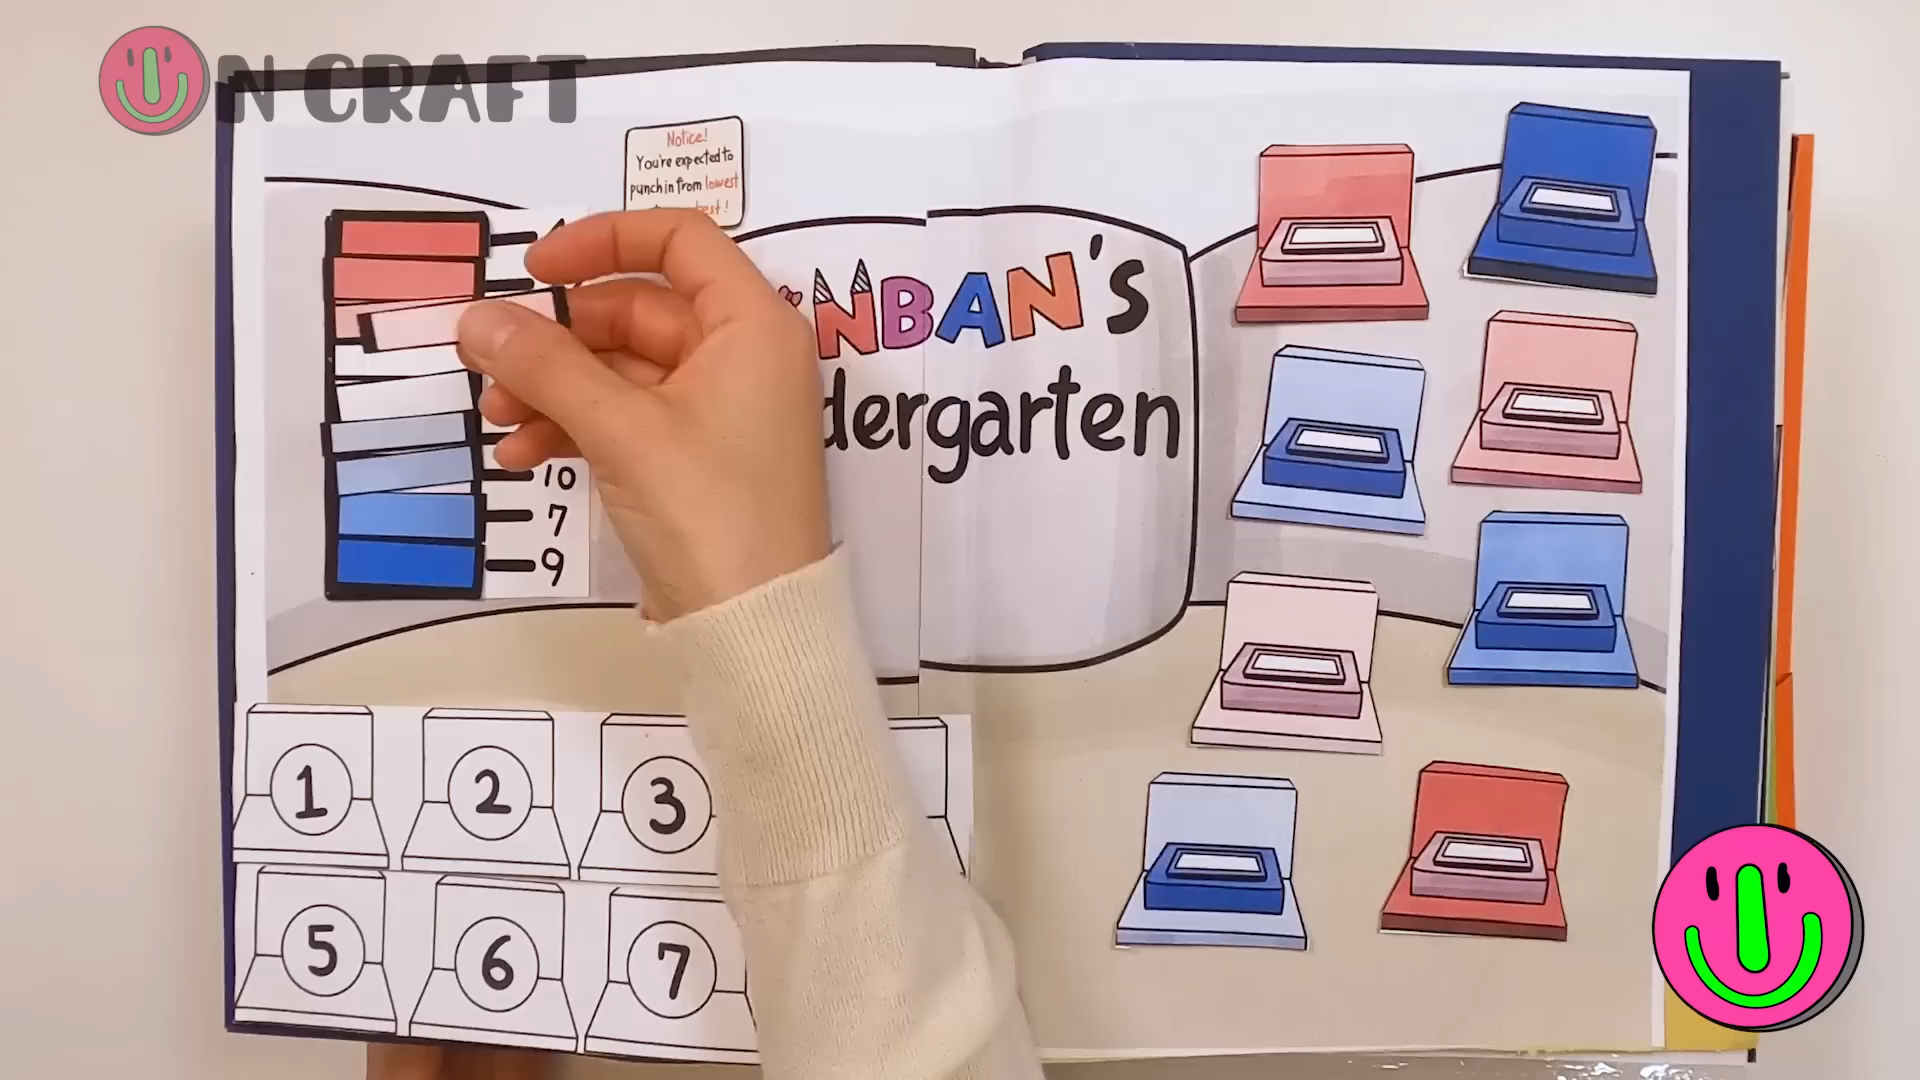 N CRAFT
Notice!
You're expected to
punch in from lowest
NBAN's
dergarten
10
7
9
1
2
3
5
6
7